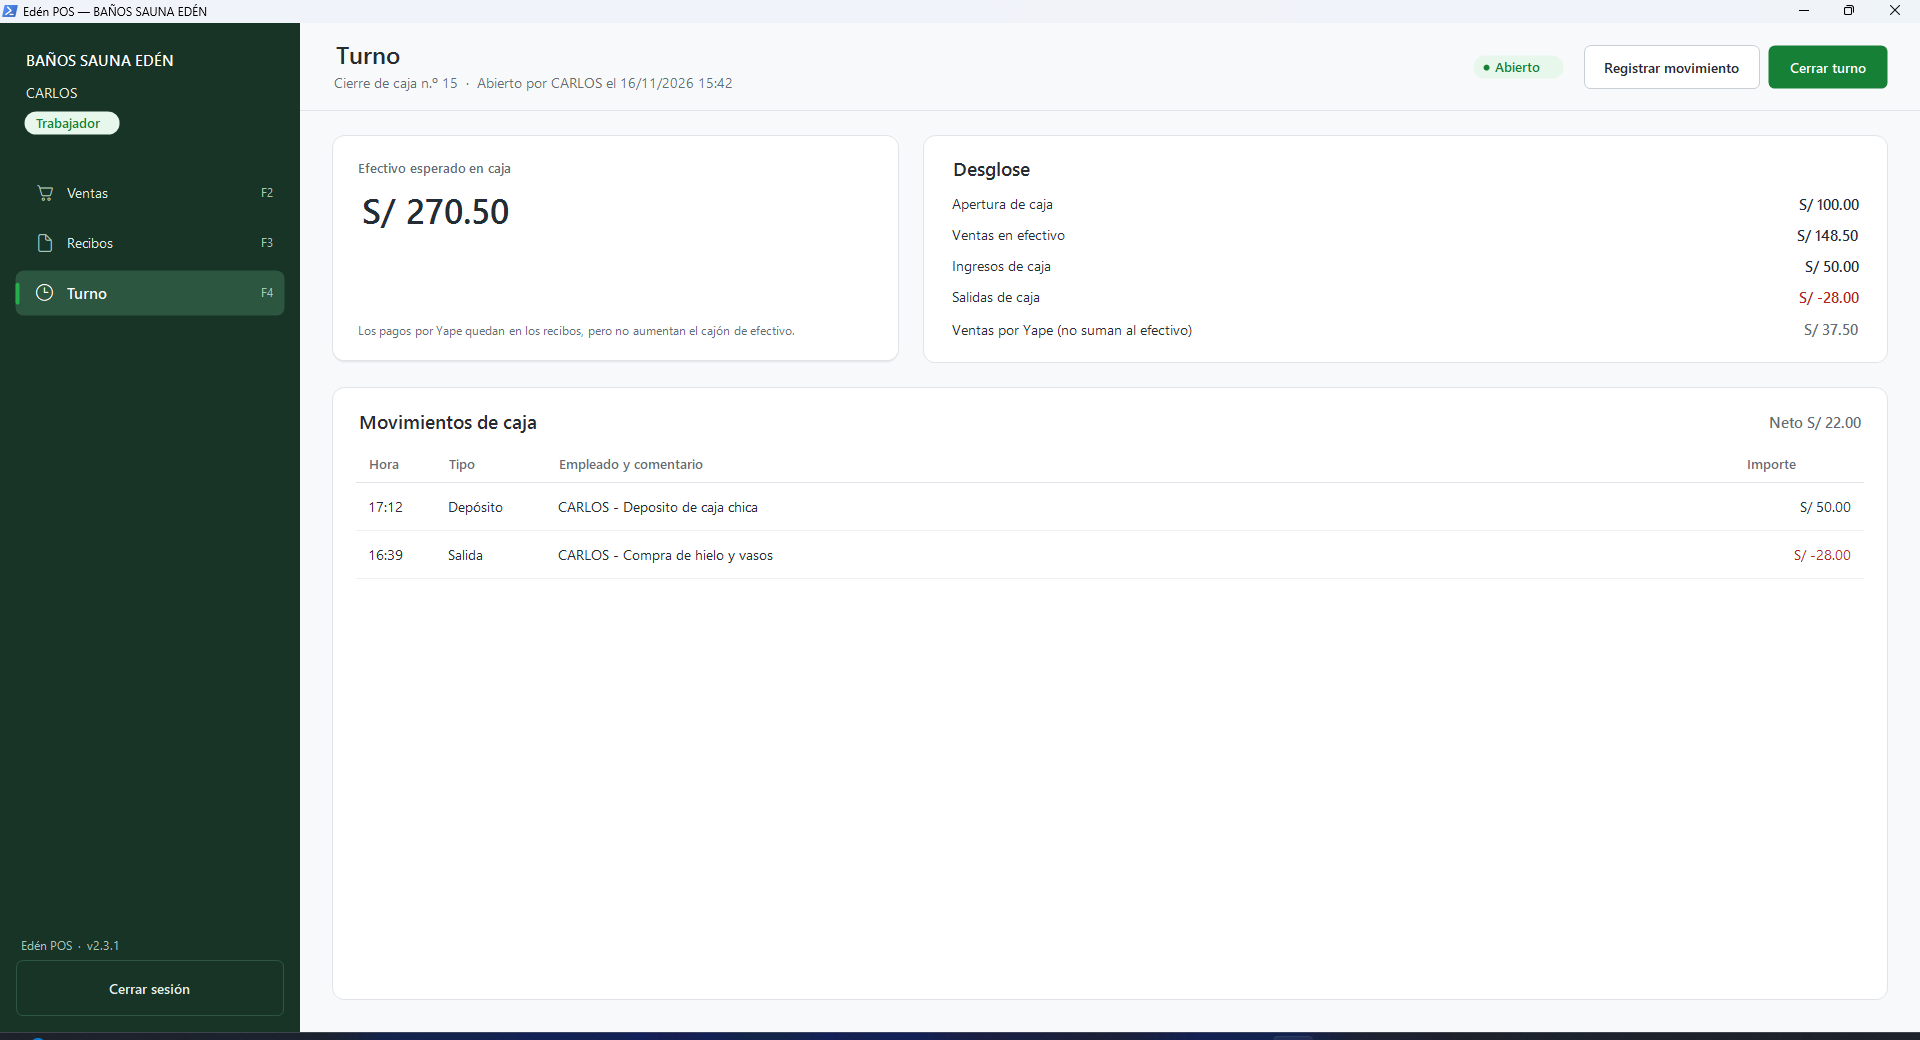 Edén POS — BAÑOS SAUNA EDÉN
BAÑOS SAUNA EDÉN
CARLOS
Trabajador
Ventas F2
Recibos F3
Turno F4
Edén POS · v2.3.1
Cerrar sesión
Turno
Cierre de caja n.º 15 · Abierto por CARLOS el 16/11/2026 15:42
Abierto
Registrar movimiento
Cerrar turno
Efectivo esperado en caja
S/ 270.50
Los pagos por Yape quedan en los recibos, pero no aumentan el cajón de efectivo.
Desglose
Apertura de caja S/ 100.00
Ventas en efectivo S/ 148.50
Ingresos de caja S/ 50.00
Salidas de caja S/ -28.00
Ventas por Yape (no suman al efectivo) S/ 37.50
Movimientos de caja Neto S/ 22.00
Hora Tipo Empleado y comentario Importe
17:12 Depósito CARLOS - Deposito de caja chica S/ 50.00
16:39 Salida CARLOS - Compra de hielo y vasos S/ -28.00